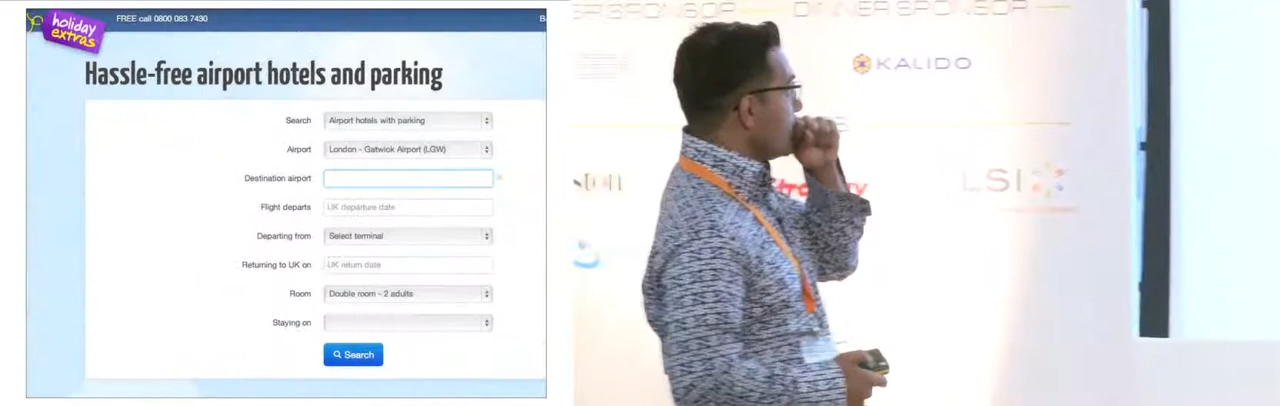 holiday
extras
FREE call 0800 083 7430
B
Hassle-free airport hotels and parking
Search Airport hotels with parking
Airport London - Gatwick Airport (LGW)
Destination airport
Flight departs UK departure date
Departing from Select terminal
Returning to UK on UK return date
Room Double room - 2 adults
Staying on
Search
SPONSOR
DINNER SPONSOR
KALIDO
LSI